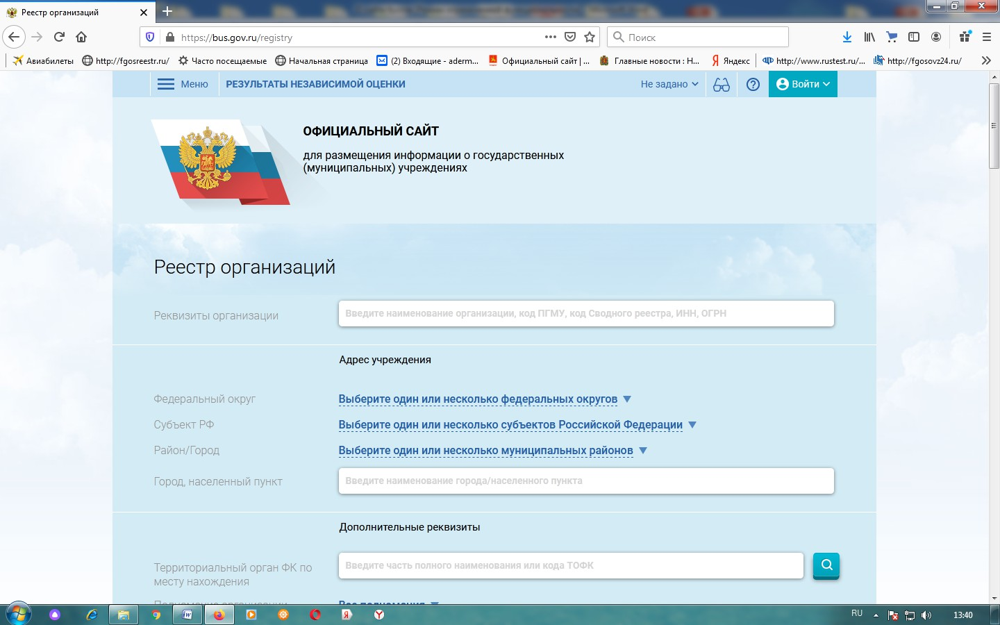 Реестр организаций
https://bus.gov.ru/registry
Поиск
Авиабилеты
http://fgosreestr.ru/
Часто посещаемые
Начальная страница
(2) Входящие - aderm...
Официальный сайт | ...
Главные новости : Н...
Яндекс
http://www.rustest.ru/...
http://fgosovz24.ru/
Меню
РЕЗУЛЬТАТЫ НЕЗАВИСИМОЙ ОЦЕНКИ
Не задано
Войти
ОФИЦИАЛЬНЫЙ САЙТ
для размещения информации о государственных
(муниципальных) учреждениях
Реестр организаций
Реквизиты организации
Введите наименование организации, код ПГМУ, код Сводного реестра, ИНН, ОГРН
Адрес учреждения
Федеральный округ
Выберите один или несколько федеральных округов
Субъект РФ
Выберите один или несколько субъектов Российской Федерации
Район/Город
Выберите один или несколько муниципальных районов
Город, населенный пункт
Введите наименование города/населенного пункта
Дополнительные реквизиты
Территориальный орган ФК по
месту нахождения
Введите часть полного наименования или кода ТОФК
RU
13:40